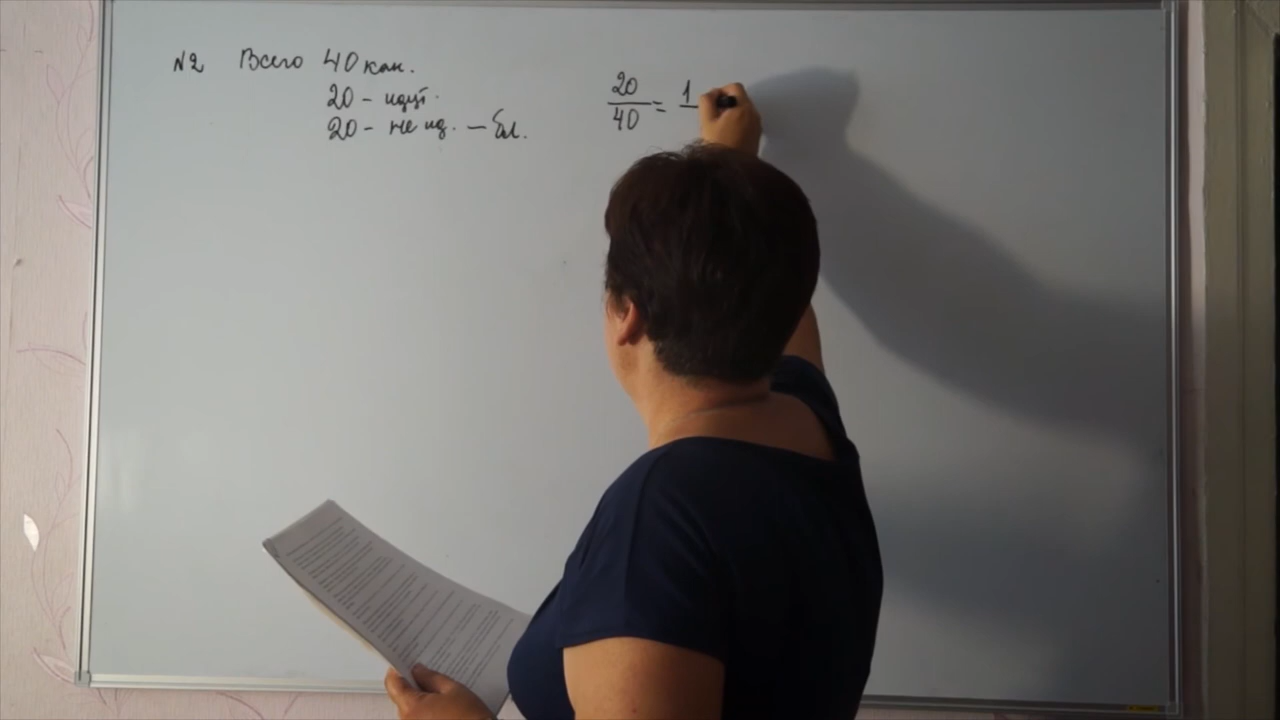 №2 Всего 40 кан.
20 - идут.
20 - не ид. - бл.
20/40 = 1